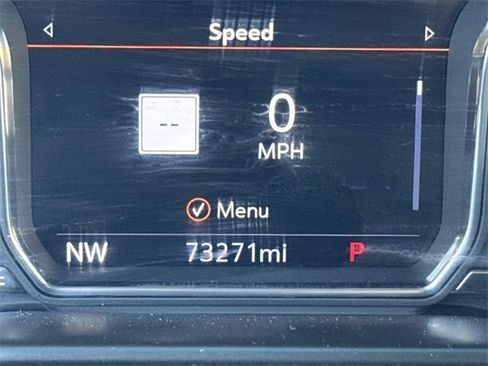 Speed
--
0
MPH
Menu
NW 73271mi P